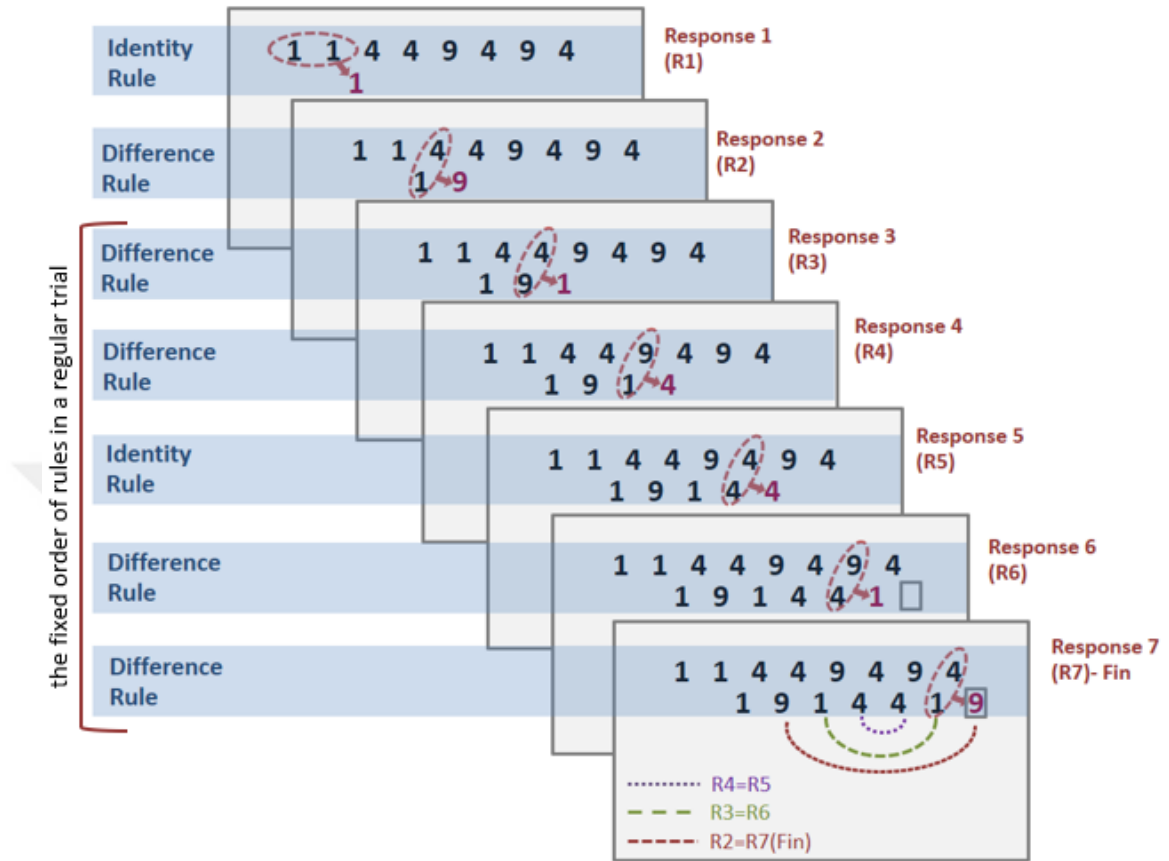 Identity
Rule
1 1 4 4 9 4 9 4
1
Response 1
(R1)
Difference
Rule
1 1 4 4 9 4 9 4
1 9
Response 2
(R2)
the fixed order of rules in a regular trial
Difference
Rule
1 1 4 4 9 4 9 4
1 9 1
Response 3
(R3)
Difference
Rule
1 1 4 4 9 4 9 4
1 9 1 4
Response 4
(R4)
Identity
Rule
1 1 4 4 9 4 9 4
1 9 1 4 4
Response 5
(R5)
Difference
Rule
1 1 4 4 9 4 9 4
1 9 1 4 4 1
Response 6
(R6)
Difference
Rule
1 1 4 4 9 4 9 4
1 9 1 4 4 1 9
Response 7
(R7)- Fin
R4=R5
R3=R6
R2=R7(Fin)